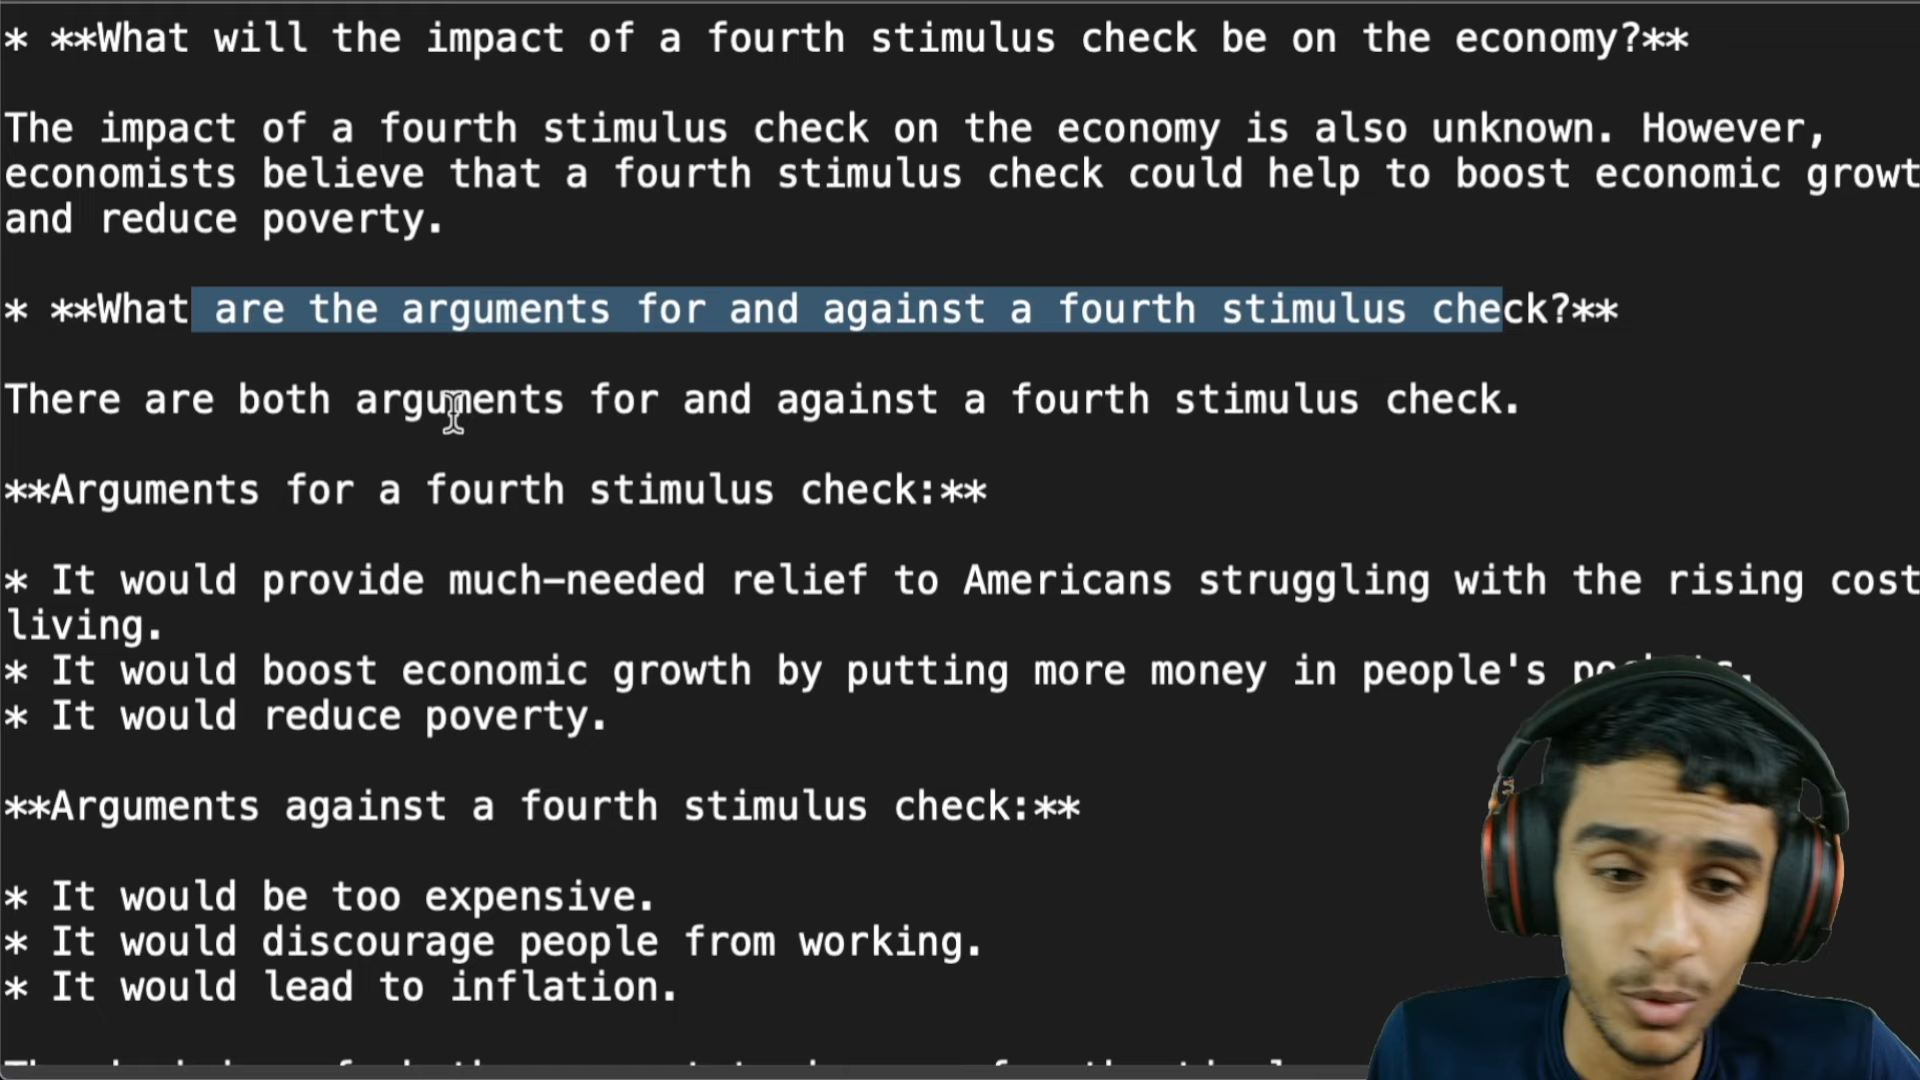 * **What will the impact of a fourth stimulus check be on the economy?**
The impact of a fourth stimulus check on the economy is also unknown. However,
economists believe that a fourth stimulus check could help to boost economic growt
and reduce poverty.
* **What are the arguments for and against a fourth stimulus check?**
There are both arguments for and against a fourth stimulus check.
**Arguments for a fourth stimulus check:**
* It would provide much-needed relief to Americans struggling with the rising cost
living.
* It would boost economic growth by putting more money in people's
* It would reduce poverty.
**Arguments against a fourth stimulus check:**
* It would be too expensive.
* It would discourage people from working.
* It would lead to inflation.